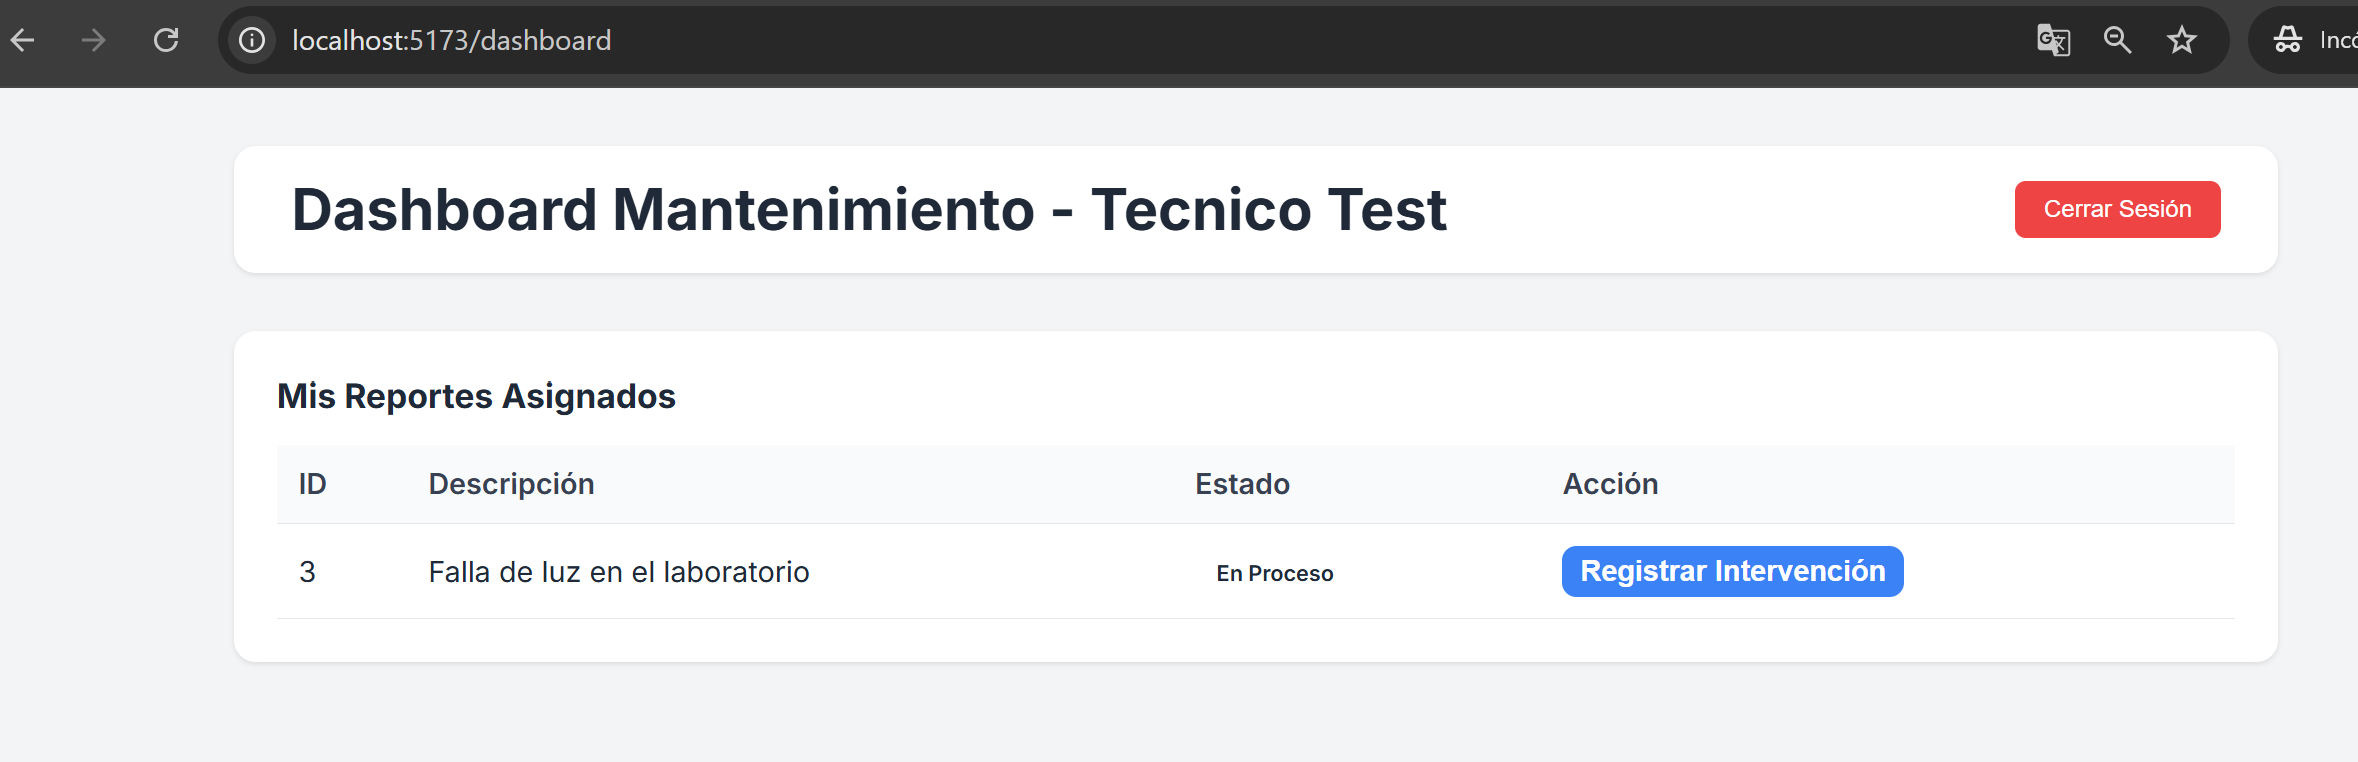 localhost:5173/dashboard
Dashboard Mantenimiento - Tecnico Test
Cerrar Sesión
Mis Reportes Asignados
ID Descripción Estado Acción
3 Falla de luz en el laboratorio En Proceso Registrar Intervención